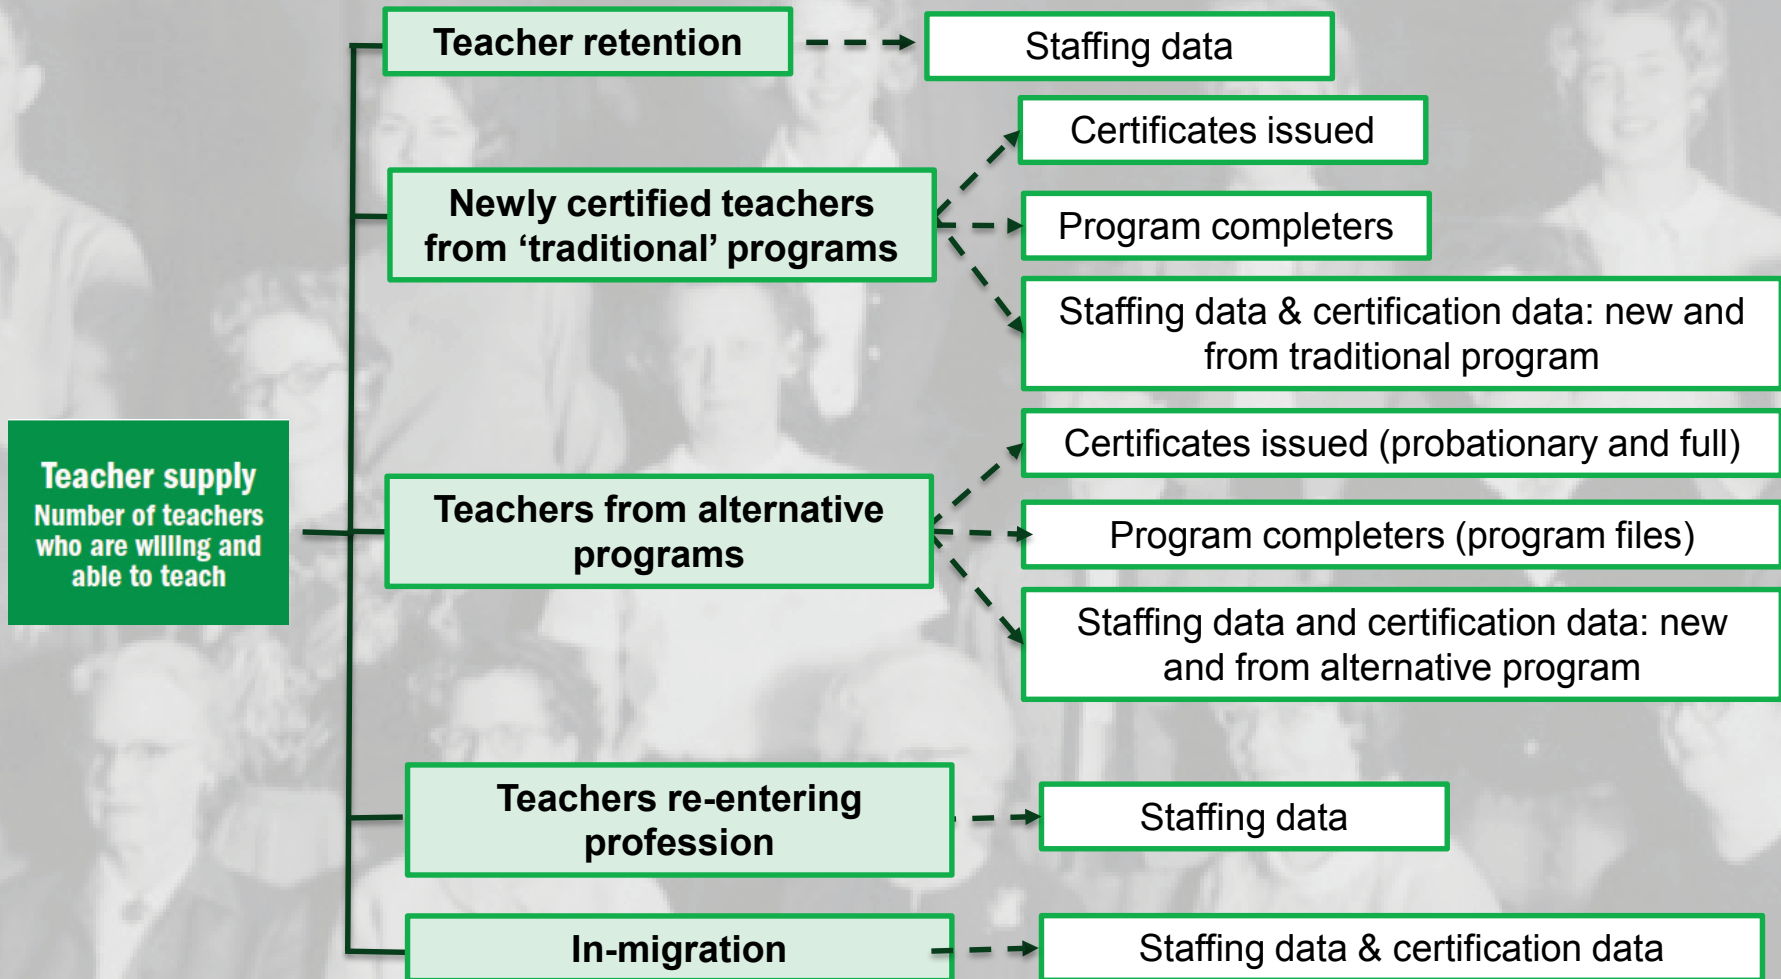 Teacher retention
Staffing data
Certificates issued
Newly certified teachers
from ‘traditional’ programs
Program completers
Staffing data & certification data: new and
from traditional program
Teacher supply
Number of teachers
who are willing and
able to teach
Certificates issued (probationary and full)
Teachers from alternative
programs
Program completers (program files)
Staffing data and certification data: new
and from alternative program
Teachers re-entering
profession
Staffing data
In-migration
Staffing data & certification data